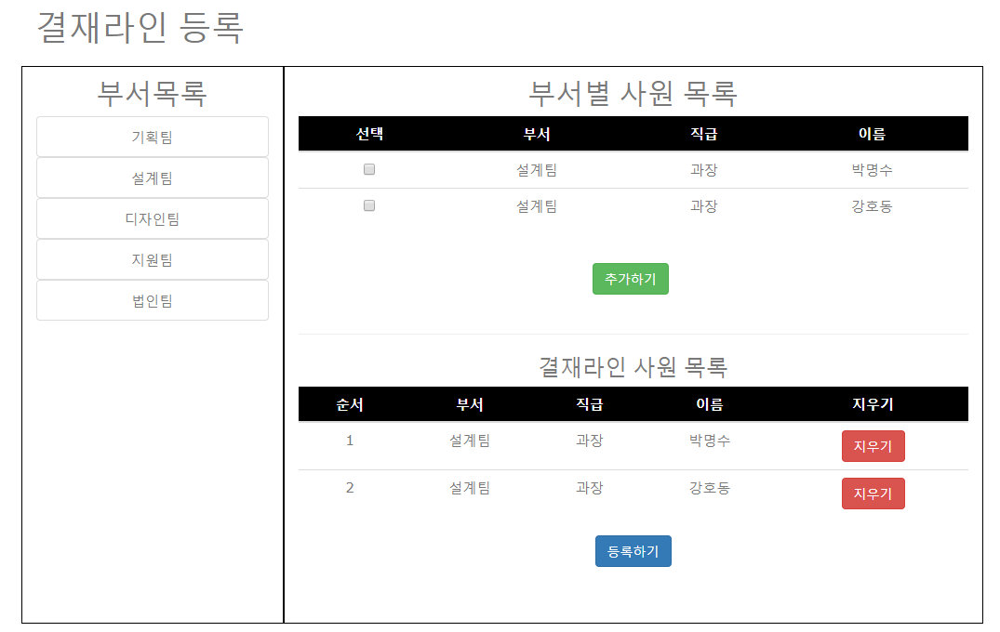 결재라인 등록
부서목록
기획팀
설계팀
디자인팀
지원팀
법인팀
부서별 사원 목록
선택 부서 직급 이름
설계팀 과장 박명수
설계팀 과장 강호동
추가하기
결재라인 사원 목록
순서 부서 직급 이름 지우기
1 설계팀 과장 박명수 지우기
2 설계팀 과장 강호동 지우기
등록하기